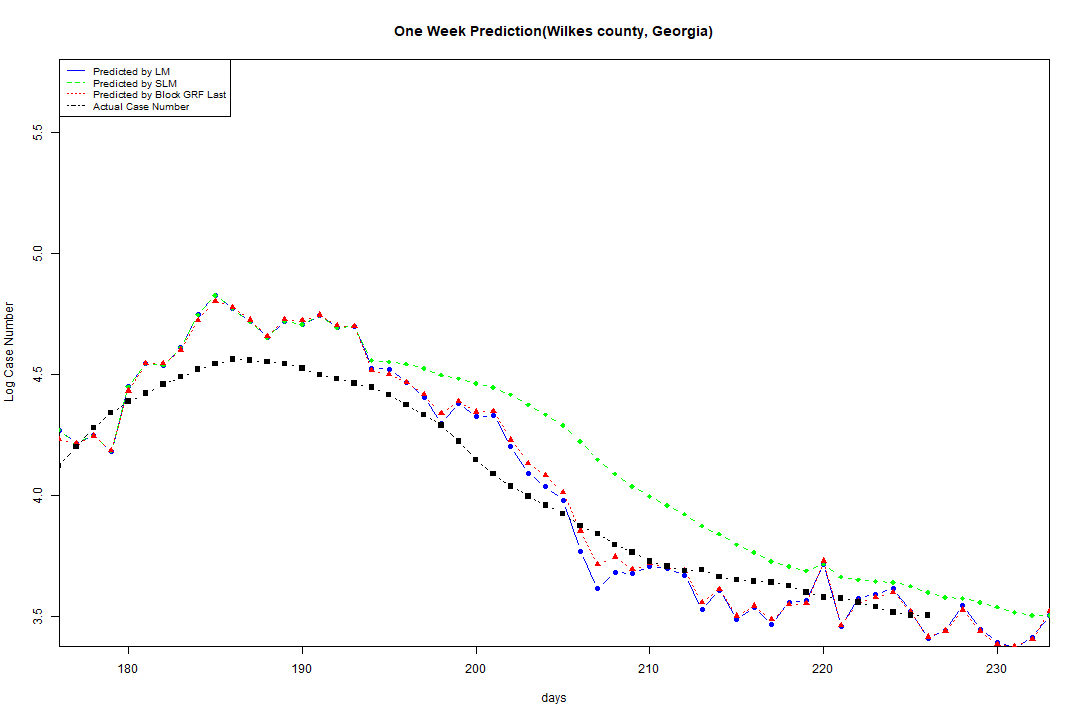 One Week Prediction(Wilkes county, Georgia)
Predicted by LM
Predicted by SLM
Predicted by Block GRF Last
Actual Case Number
5.5
5.0
4.5
4.0
3.5
Log Case Number
180 190 200 210 220 230
days